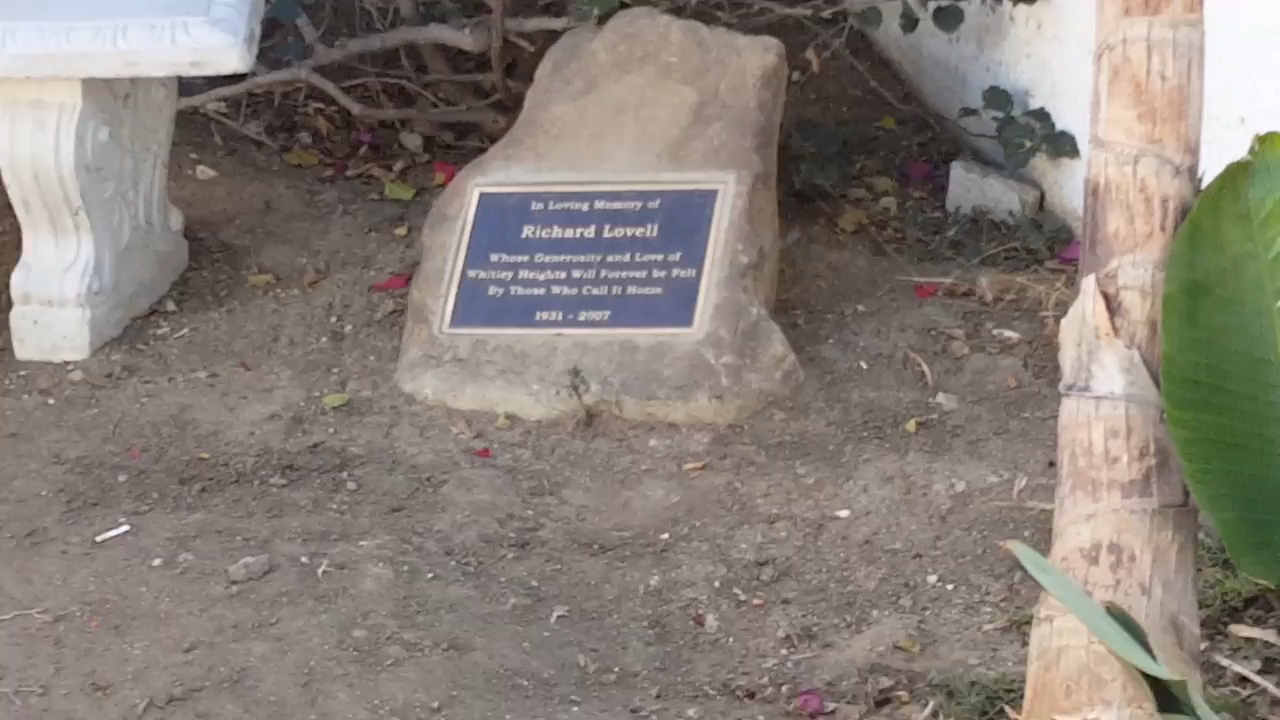 In Loving Memory of
Richard Lovell
Whose Generosity and Love of
Whitley Heights Will Forever be Felt
By Those Who Call It Home
1931 - 2007